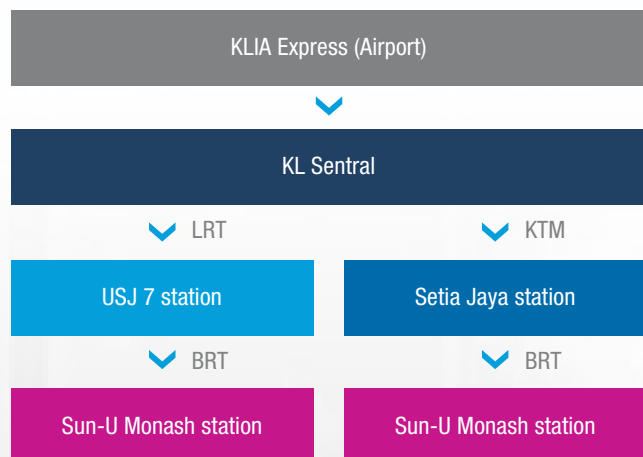 KLIA Express (Airport)
KL Sentral
LRT
KTM
USJ 7 station
Setia Jaya station
BRT
BRT
Sun-U Monash station
Sun-U Monash station